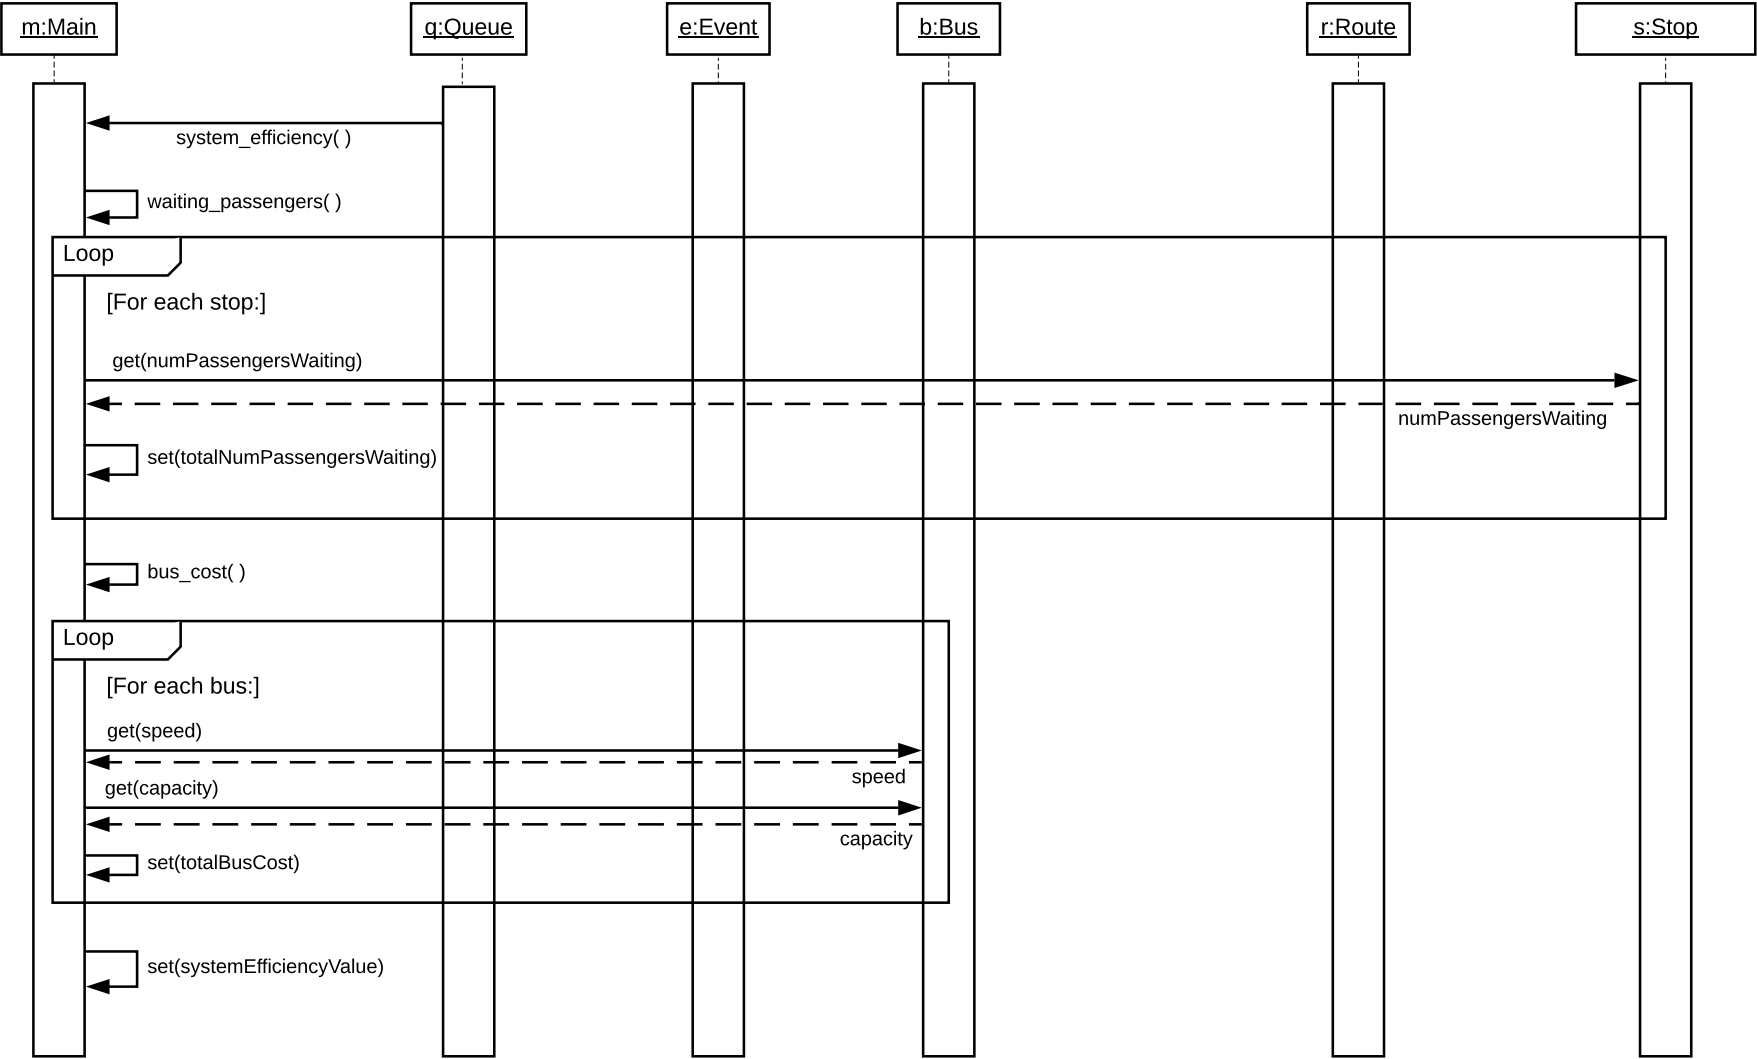 m:Main
q:Queue
e:Event
b:Bus
r:Route
s:Stop
system_efficiency( )
waiting_passengers( )
Loop
[For each stop:]
get(numPassengersWaiting)
numPassengersWaiting
set(totalNumPassengersWaiting)
bus_cost( )
Loop
[For each bus:]
get(speed)
speed
get(capacity)
capacity
set(totalBusCost)
set(systemEfficiencyValue)